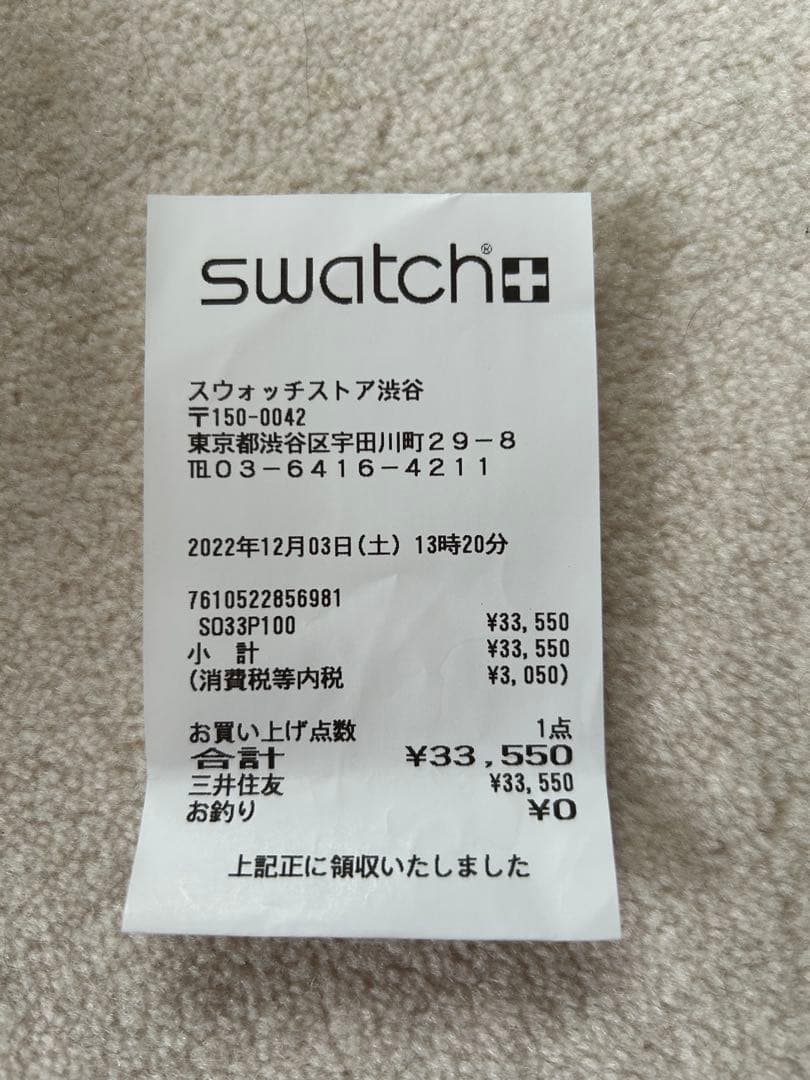 swatch®
スウォッチストア渋谷
〒150-0042
東京都渋谷区宇田川町29-8
℡03-6416-4211
2022年12月03日(土) 13時20分
7610522856981
SO33P100 ¥33,550
小 計 ¥33,550
(消費税等内税 ¥3,050)
お買い上げ点数 1点
合計 ¥33,550
三井住友 ¥33,550
お釣り ¥0
上記正に領収いたしました